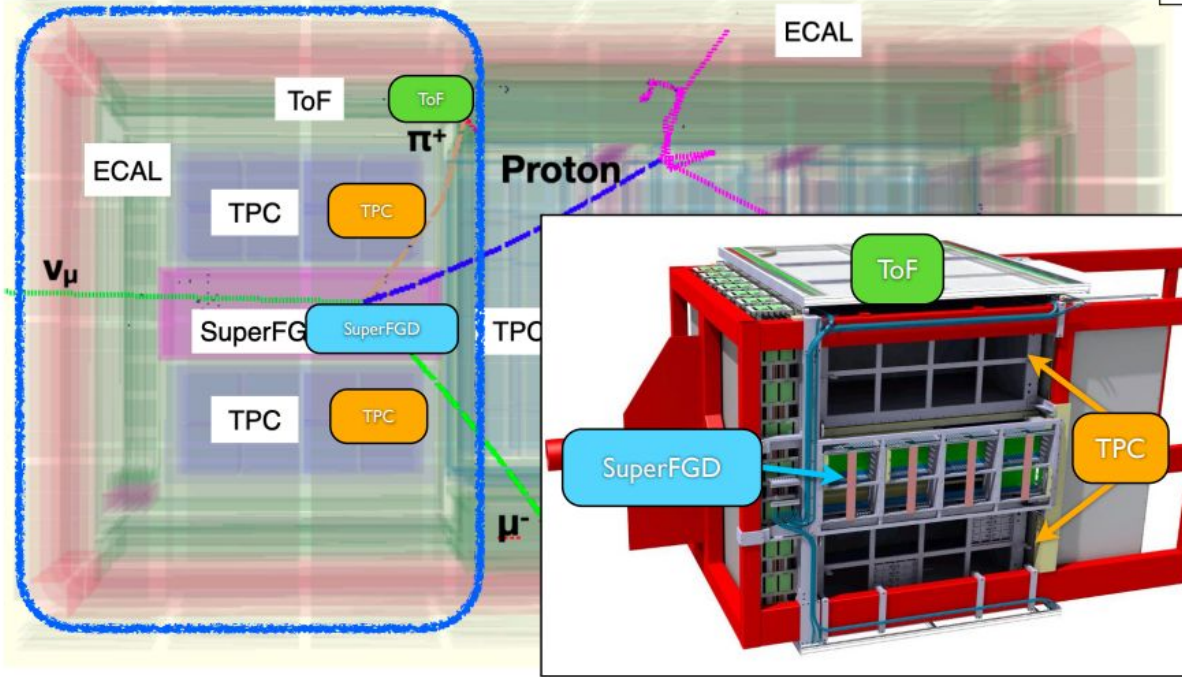 ECAL
ToF
ToF
π⁺
ECAL
Proton
TPC
TPC
νμ
SuperFG
SuperFGD
TPC
TPC
TPC
μ⁻
ToF
SuperFGD
TPC